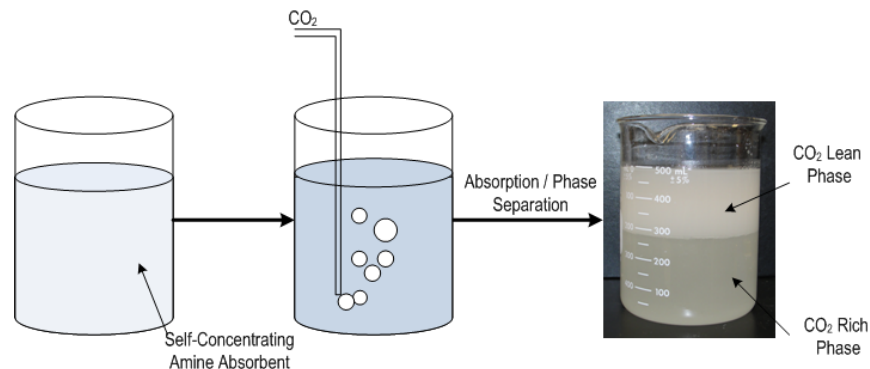 CO₂
Self-Concentrating
Amine Absorbent
Absorption / Phase
Separation
500 mL
±5%
400
300
200
100
CO₂ Lean
Phase
CO₂ Rich
Phase